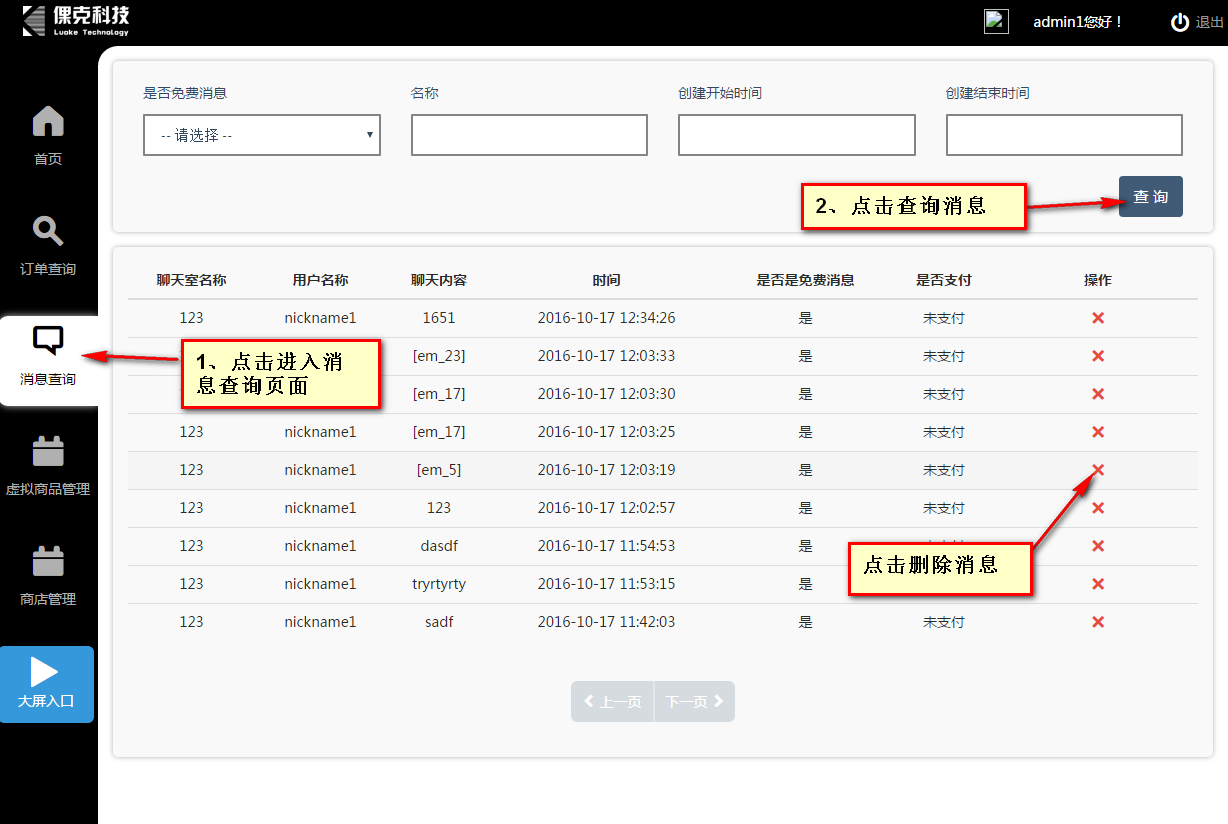 倮克科技
Luoke Technology
admin1您好！
退出
首页
订单查询
消息查询
虚拟商品管理
商店管理
大屏入口
是否免费消息
名称
创建开始时间
创建结束时间
-- 请选择 --
查 询
2、点击查询消息
1、点击进入消
息查询页面
聊天室名称 用户名称 聊天内容 时间 是否是免费消息 是否支付 操作
123 nickname1 1651 2016-10-17 12:34:26 是 未支付
[em_23] 2016-10-17 12:03:33 是 未支付
[em_17] 2016-10-17 12:03:30 是 未支付
123 nickname1 [em_17] 2016-10-17 12:03:25 是 未支付
123 nickname1 [em_5] 2016-10-17 12:03:19 是 未支付
123 nickname1 123 2016-10-17 12:02:57 是 未支付
123 nickname1 dasdf 2016-10-17 11:54:53 是
123 nickname1 tryrtyrty 2016-10-17 11:53:15 是
123 nickname1 sadf 2016-10-17 11:42:03 是 未支付
点击删除消息
上一页
下一页